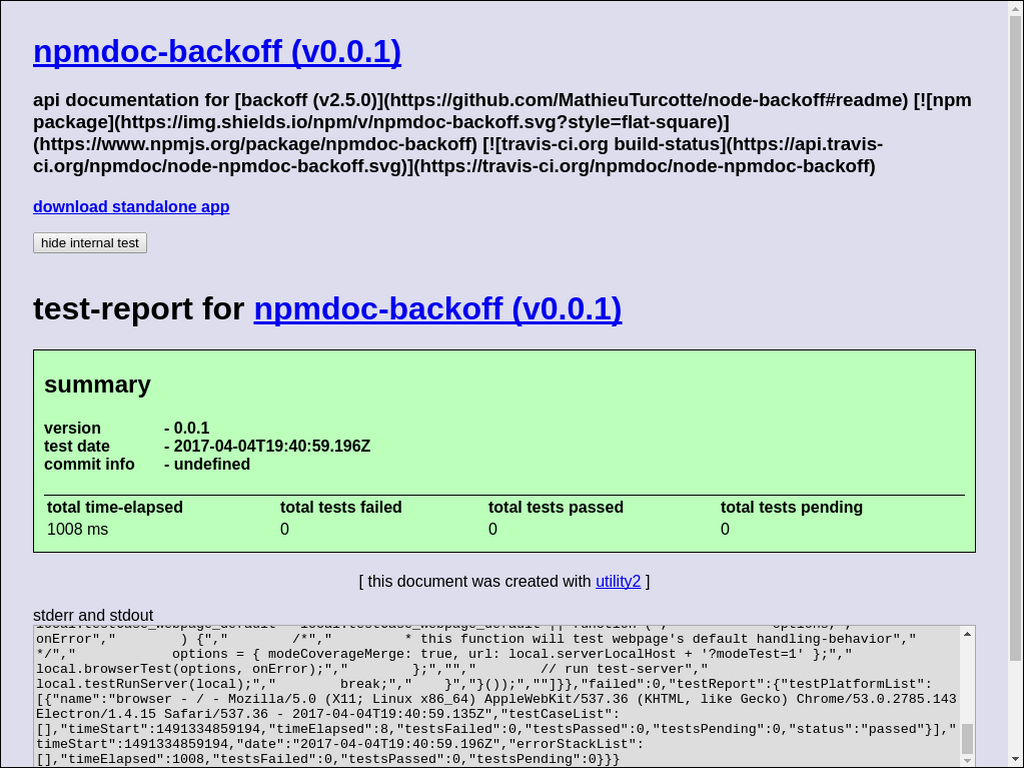 npmdoc-backoff (v0.0.1)
api documentation for [backoff (v2.5.0)](https://github.com/MathieuTurcotte/node-backoff#readme) [![npm
package](https://img.shields.io/npm/v/npmdoc-backoff.svg?style=flat-square)]
(https://www.npmjs.org/package/npmdoc-backoff) [![travis-ci.org build-status](https://api.travis-
ci.org/npmdoc/node-npmdoc-backoff.svg)](https://travis-ci.org/npmdoc/node-npmdoc-backoff)
download standalone app
hide internal test
test-report for npmdoc-backoff (v0.0.1)
summary
version - 0.0.1
test date - 2017-04-04T19:40:59.196Z
commit info - undefined
total time-elapsed total tests failed total tests passed total tests pending
1008 ms 0 0 0
[ this document was created with utility2 ]
stderr and stdout
local.testCase_webpage_default = local.testCase_webpage_default || function (","            options,","
onError","        ) {","        /*","         * this function will test webpage's default handling-behavior","
*/","            options = { modeCoverageMerge: true, url: local.serverLocalHost + '?modeTest=1' };","
local.browserTest(options, onError);","        };","","        // run test-server","
local.testRunServer(local);","        break;","    }","}());",""]}},"failed":0,"testReport":{"testPlatformList":
[{"name":"browser - / - Mozilla/5.0 (X11; Linux x86_64) AppleWebKit/537.36 (KHTML, like Gecko) Chrome/53.0.2785.143
Electron/1.4.15 Safari/537.36 - 2017-04-04T19:40:59.135Z","testCaseList":
[],"timeStart":1491334859194,"timeElapsed":8,"testsFailed":0,"testsPassed":0,"testsPending":0,"status":"passed"}],"
timeStart":1491334859194,"date":"2017-04-04T19:40:59.196Z","errorStackList":
[],"timeElapsed":1008,"testsFailed":0,"testsPassed":0,"testsPending":0}}}